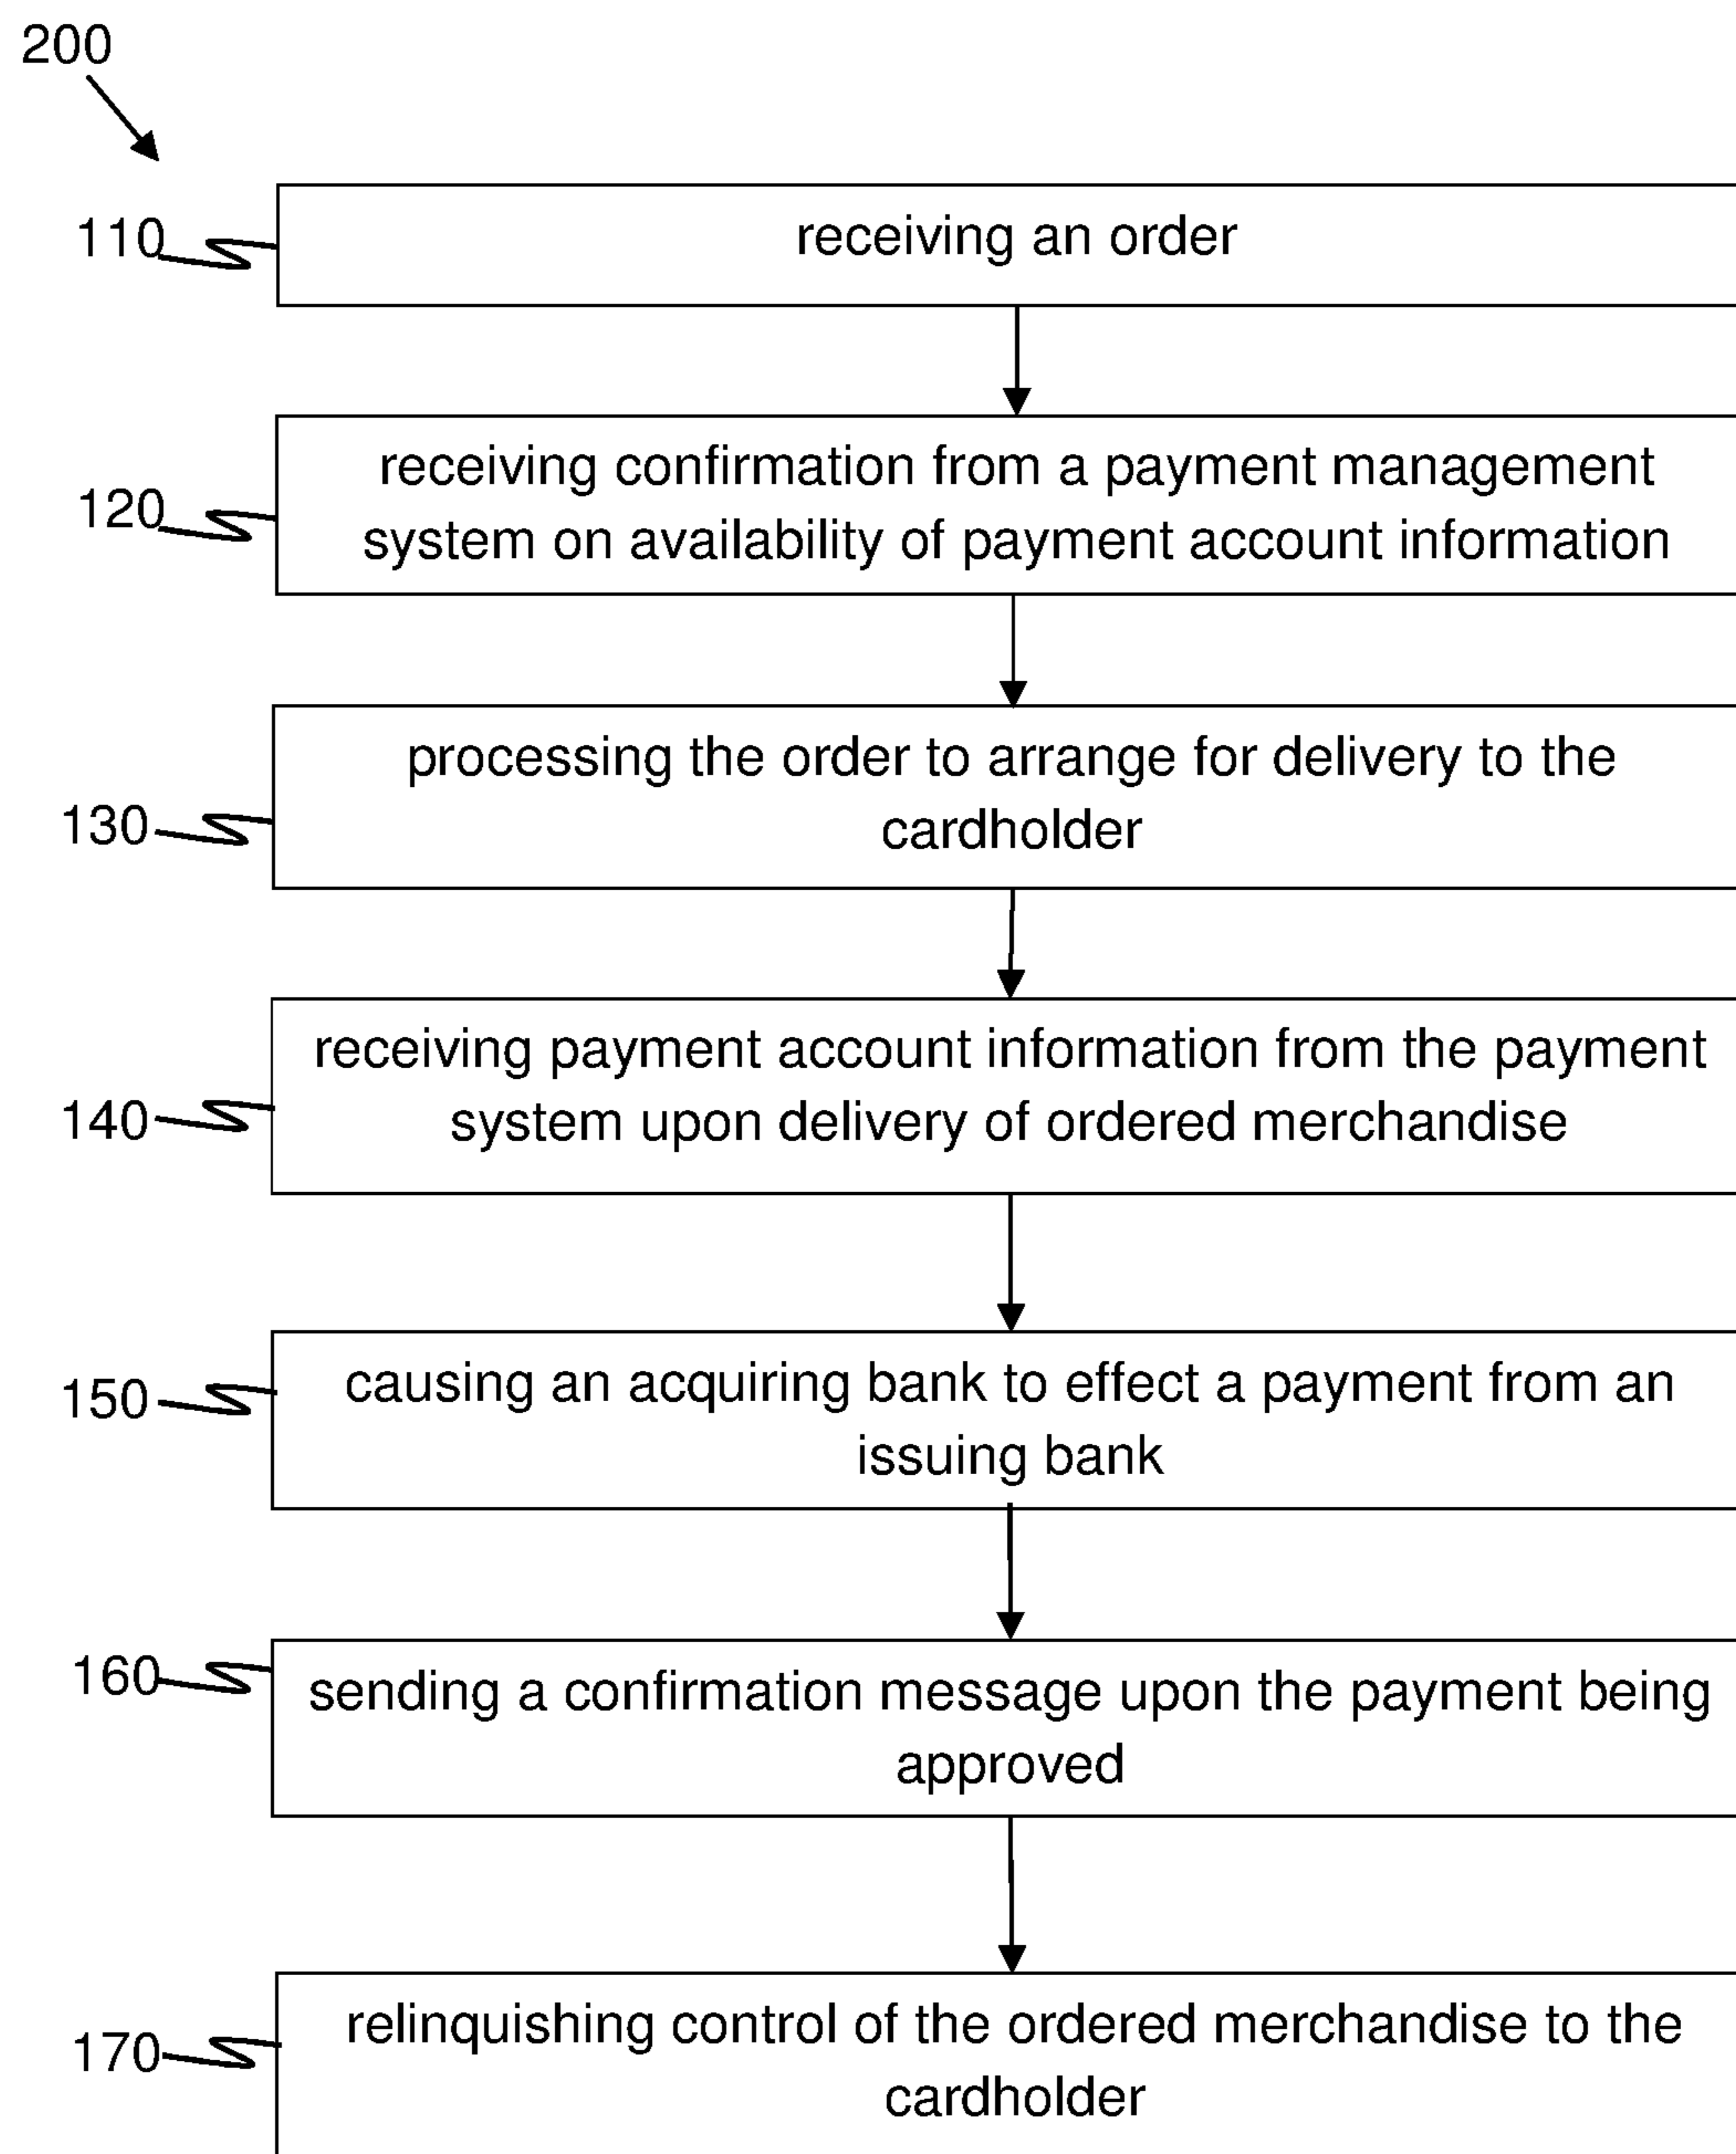 200
110
receiving an order
120
receiving confirmation from a payment management
system on availability of payment account information
130
processing the order to arrange for delivery to the
cardholder
140
receiving payment account information from the payment
system upon delivery of ordered merchandise
150
causing an acquiring bank to effect a payment from an
issuing bank
160
sending a confirmation message upon the payment being
approved
170
relinquishing control of the ordered merchandise to the
cardholder